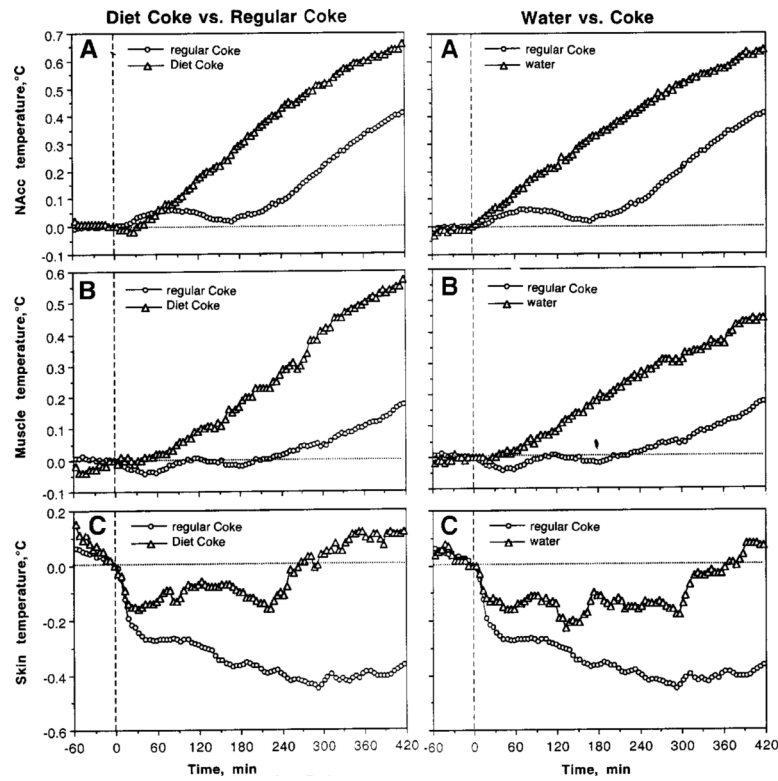 Diet Coke vs. Regular Coke
Water vs. Coke
A
regular Coke
Diet Coke
NAcc temperature,°C
0.7
0.6
0.5
0.4
0.3
0.2
0.1
0.0
-0.1
A
regular Coke
water
B
regular Coke
Diet Coke
Muscle temperature,°C
0.6
0.5
0.4
0.3
0.2
0.1
0.0
-0.1
B
regular Coke
water
C
regular Coke
Diet Coke
Skin temperature,°C
0.2
0.0
-0.2
-0.4
-0.6
-60 0 60 120 180 240 300 360 420
Time, min
C
regular Coke
water
-60 0 60 120 180 240 300 360 420
Time, min